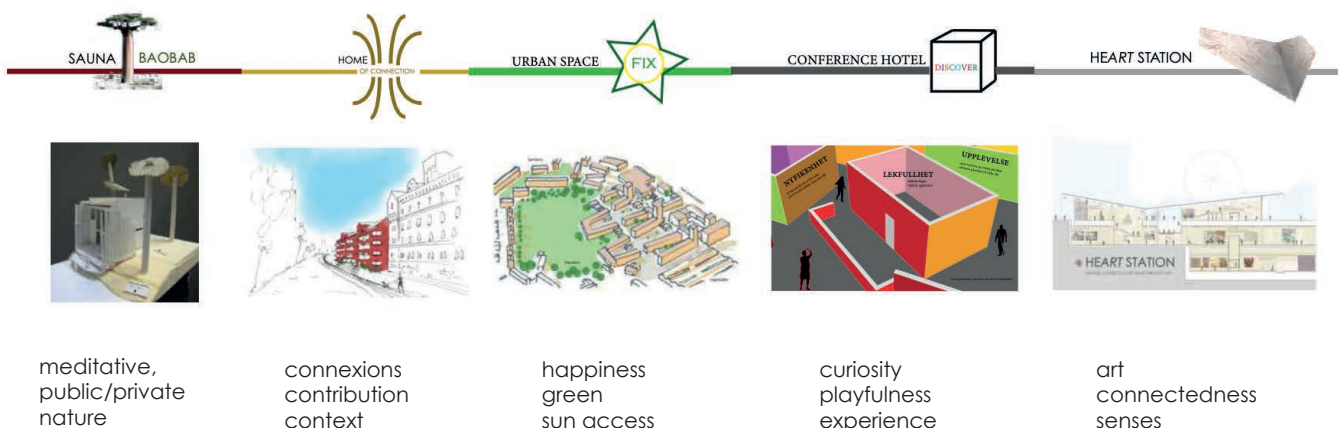 SAUNA BAOBAB
HOME
OF CONNECTION
URBAN SPACE
FIX
CONFERENCE HOTEL
DISCOVER
HEART STATION
NYFIKENHET
LEKFULLHET
UPPLEVELSE
HEART STATION
meditative,
public/private
nature
connexions
contribution
context
happiness
green
sun access
curiosity
playfulness
experience
art
connectedness
senses